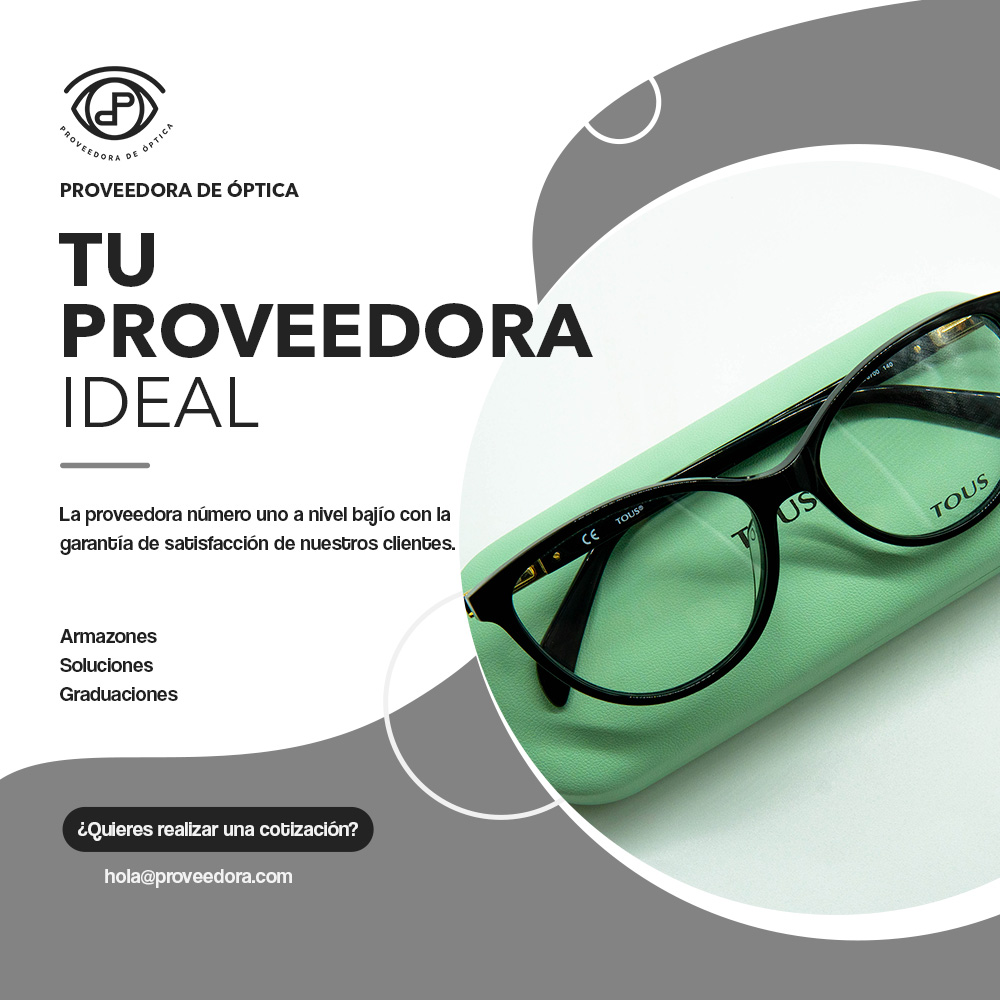 PROVEEDORA DE ÓPTICA
PROVEEDORA DE ÓPTICA
TU
PROVEEDORA
IDEAL
La proveedora número uno a nivel bajío con la
garantía de satisfacción de nuestros clientes.
Armazones
Soluciones
Graduaciones
¿Quieres realizar una cotización?
hola@proveedora.com
140
CE TOUS®
TOUS
TOUS